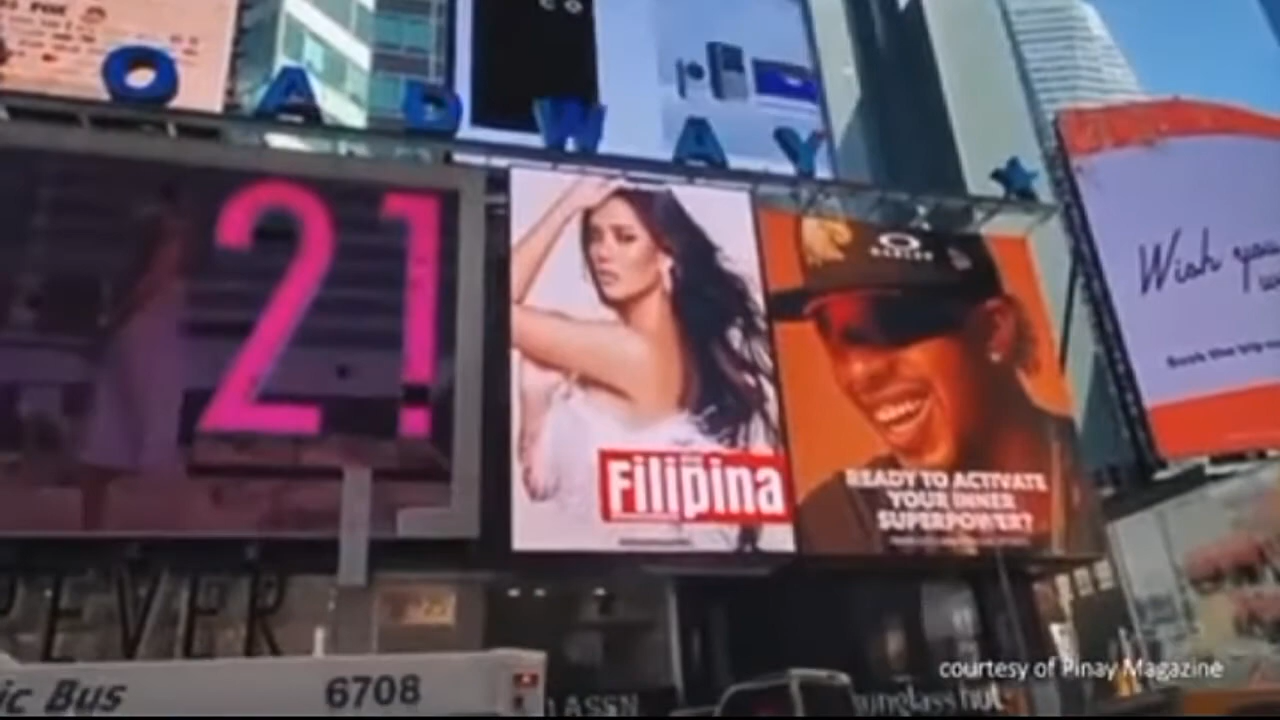 OADWAY
21
Filipina
OAKLEY
READY TO ACTIVATE
YOUR INNER
SUPERPOWER?
Wish you
EVER
ic Bus
6708
sunglass hut
courtesy of Pinay Magazine